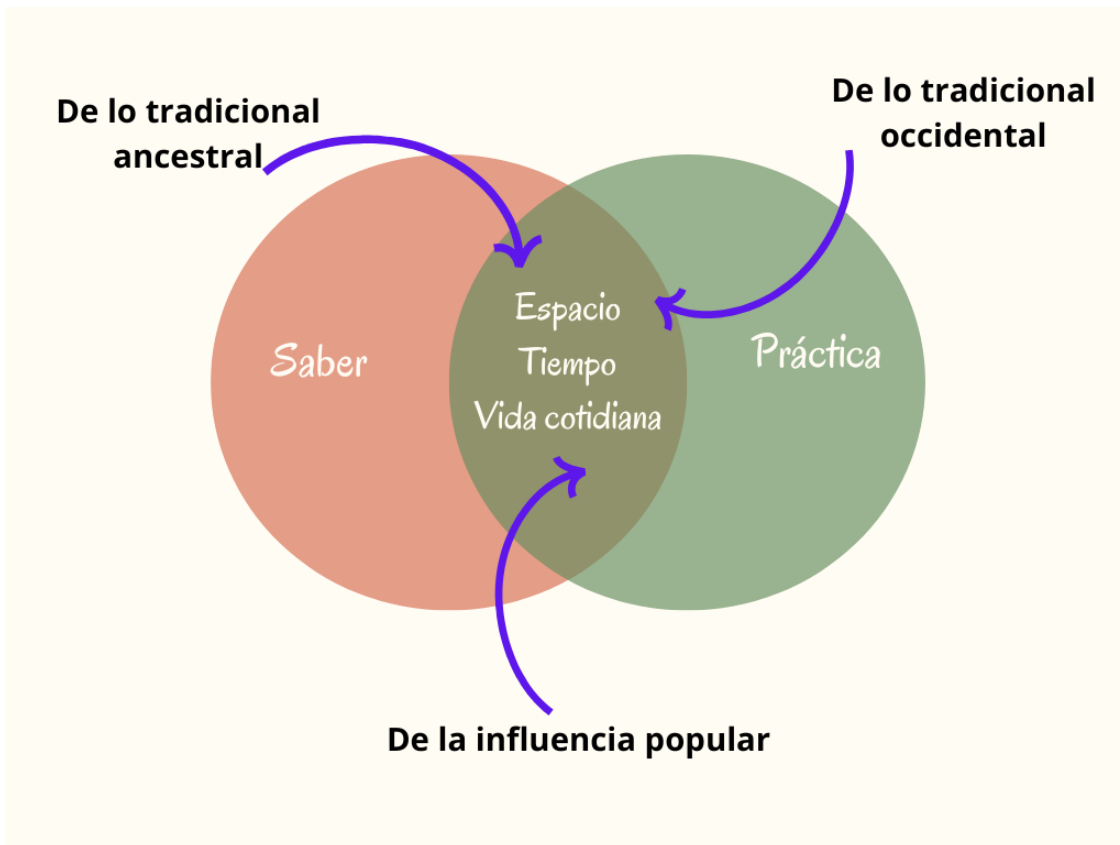 De lo tradicional
ancestral
De lo tradicional
occidental
Saber
Espacio
Tiempo
Vida cotidiana
Práctica
De la influencia popular